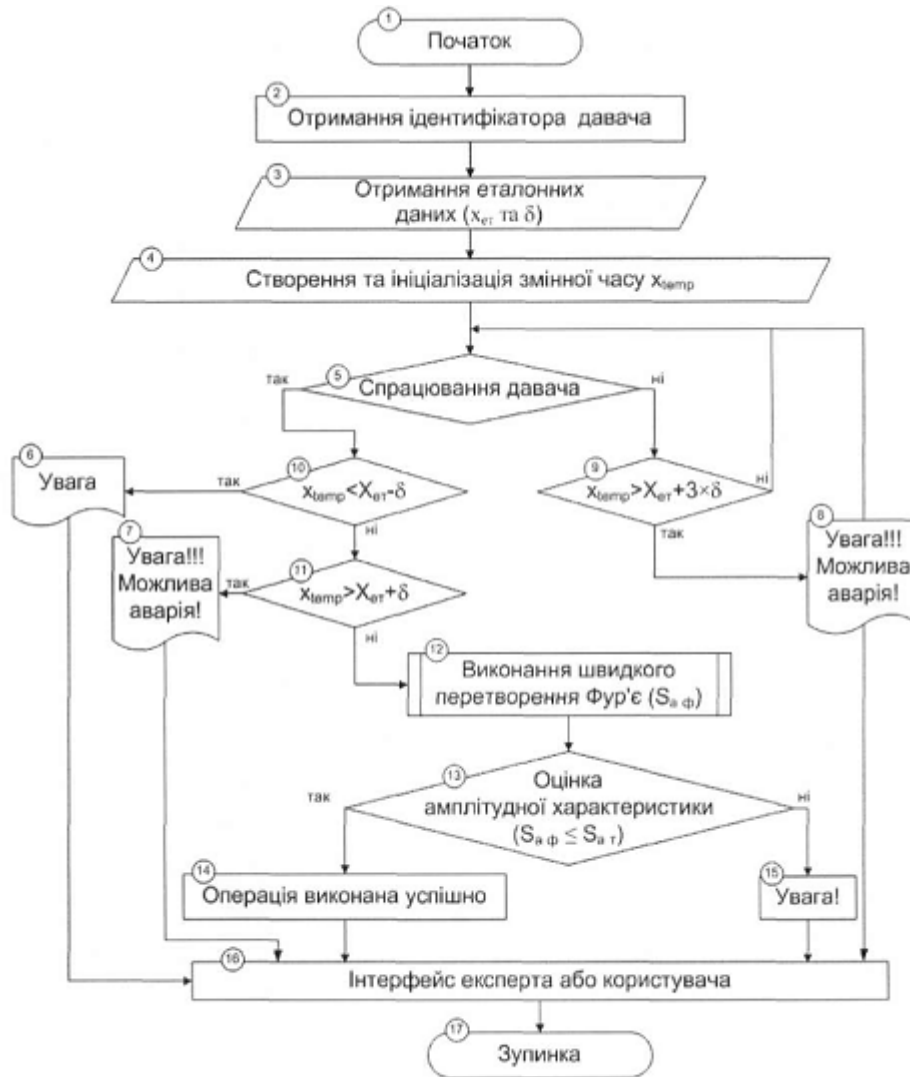 1
Початок
2
Отримання ідентифікатора давача
3
Отримання еталонних
даних (xет та δ)
4
Створення та ініціалізація змінної часу xtemp
5
так
Спрацювання давача
ні
6
Увага
так
10
xtemp<Xет-δ
ні
9
xtemp>Xет+3×δ
ні
так
7
Увага!!!
Можлива
аварія!
так
11
xtemp>Xет+δ
ні
8
Увага!!!
Можлива
аварія!
12
Виконання швидкого
перетворення Фур'є (Sа ф)
13
так
Оцінка
амплітудної характеристики
(Sа ф ≤ Sа т)
ні
14
Операція виконана успішно
15
Увага!
16
Інтерфейс експерта або користувача
17
Зупинка